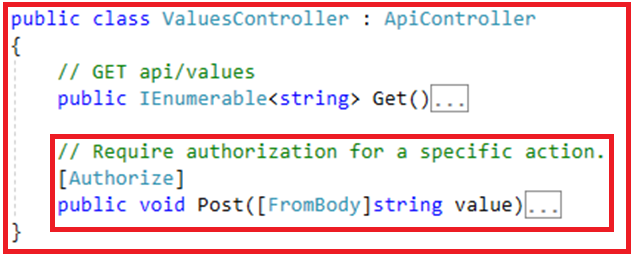 public class ValuesController : ApiController
{
// GET api/values
public IEnumerable<string> Get()...
// Require authorization for a specific action.
[Authorize]
public void Post([FromBody]string value)...
}